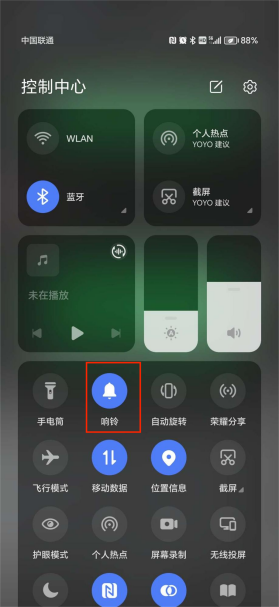 中国联通
HD 5G 88%
控制中心
WLAN
个人热点
YOYO 建议
蓝牙
截屏
YOYO 建议
未在播放
手电筒
响铃
自动旋转
荣耀分享
飞行模式
移动数据
位置信息
截屏
护眼模式
个人热点
屏幕录制
无线投屏